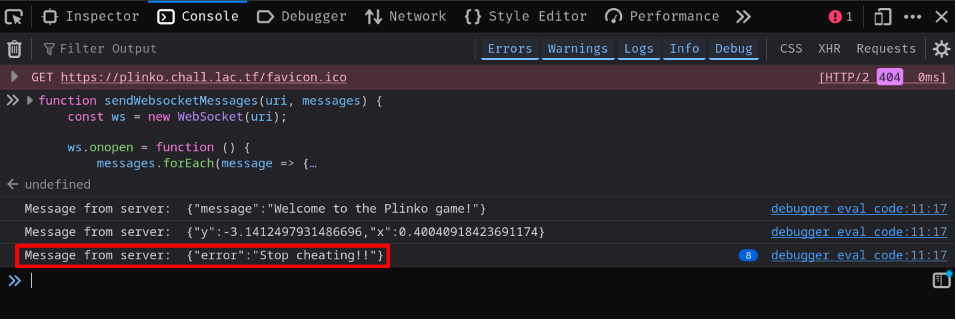 Inspector Console Debugger Network {} Style Editor Performance 1
Filter Output Errors Warnings Logs Info Debug CSS XHR Requests
GET https://plinko.chall.lac.tf/favicon.ico [HTTP/2 404 0ms]
function sendWebsocketMessages(uri, messages) {
const ws = new WebSocket(uri);
ws.onopen = function () {
messages.forEach(message => {…
undefined
Message from server: {"message":"Welcome to the Plinko game!"} debugger eval code:11:17
Message from server: {"y":-3.1412497931486696,"x":0.40040918423691174} debugger eval code:11:17
Message from server: {"error":"Stop cheating!!"} 8 debugger eval code:11:17